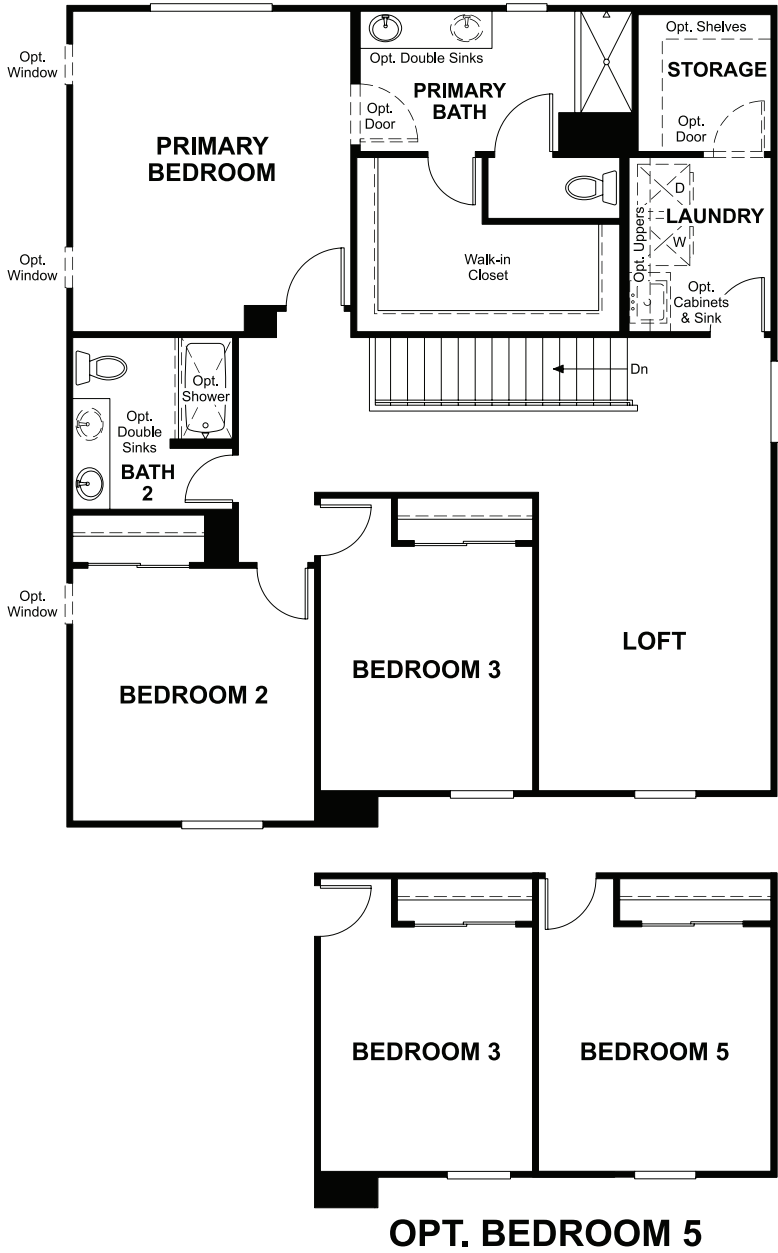 Opt.
Window
Opt. Double Sinks
PRIMARY
BATH
Opt.
Door
Opt. Shelves
STORAGE
Opt.
Door
PRIMARY
BEDROOM
D
LAUNDRY
W
Opt. Uppers
Opt.
Cabinets
& Sink
Opt.
Window
Walk-in
Closet
Dn
Opt.
Shower
Opt.
Double
Sinks
BATH
2
Opt.
Window
LOFT
BEDROOM 3
BEDROOM 2
BEDROOM 3
BEDROOM 5
OPT. BEDROOM 5